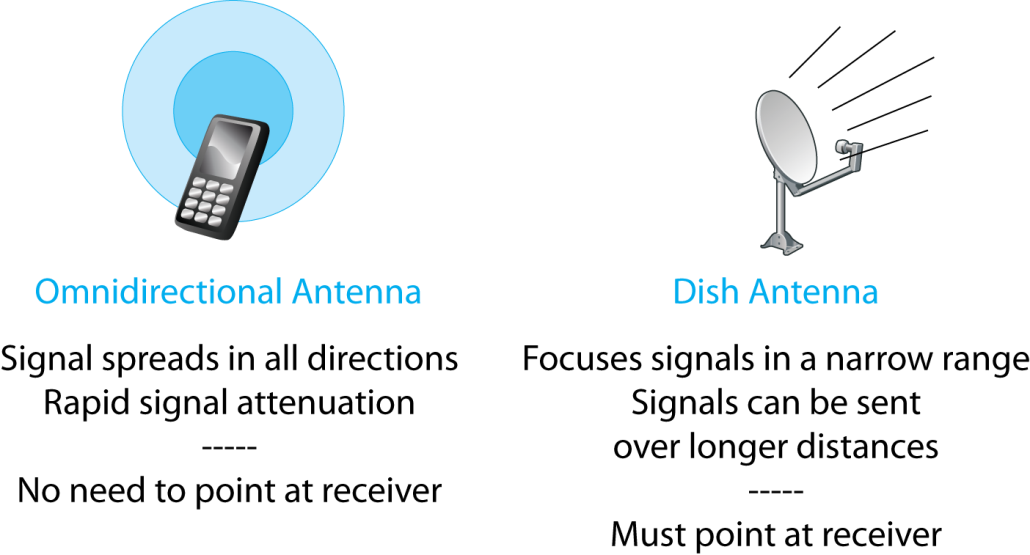 Omnidirectional Antenna
Signal spreads in all directions
Rapid signal attenuation
-----
No need to point at receiver
Dish Antenna
Focuses signals in a narrow range
Signals can be sent
over longer distances
-----
Must point at receiver